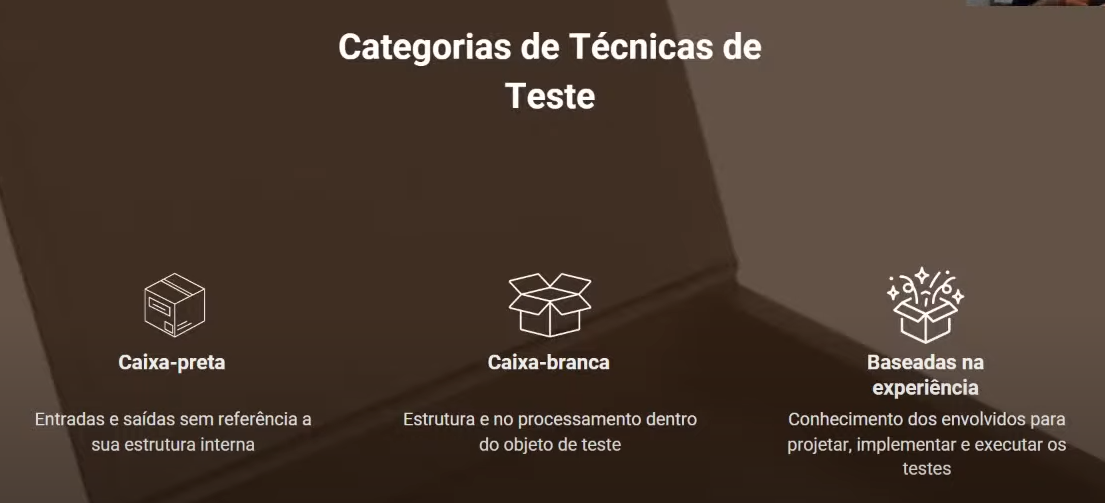 Categorias de Técnicas de
Teste
Caixa-preta
Entradas e saídas sem referência a
sua estrutura interna
Caixa-branca
Estrutura e no processamento dentro
do objeto de teste
Baseadas na
experiência
Conhecimento dos envolvidos para
projetar, implementar e executar os
testes